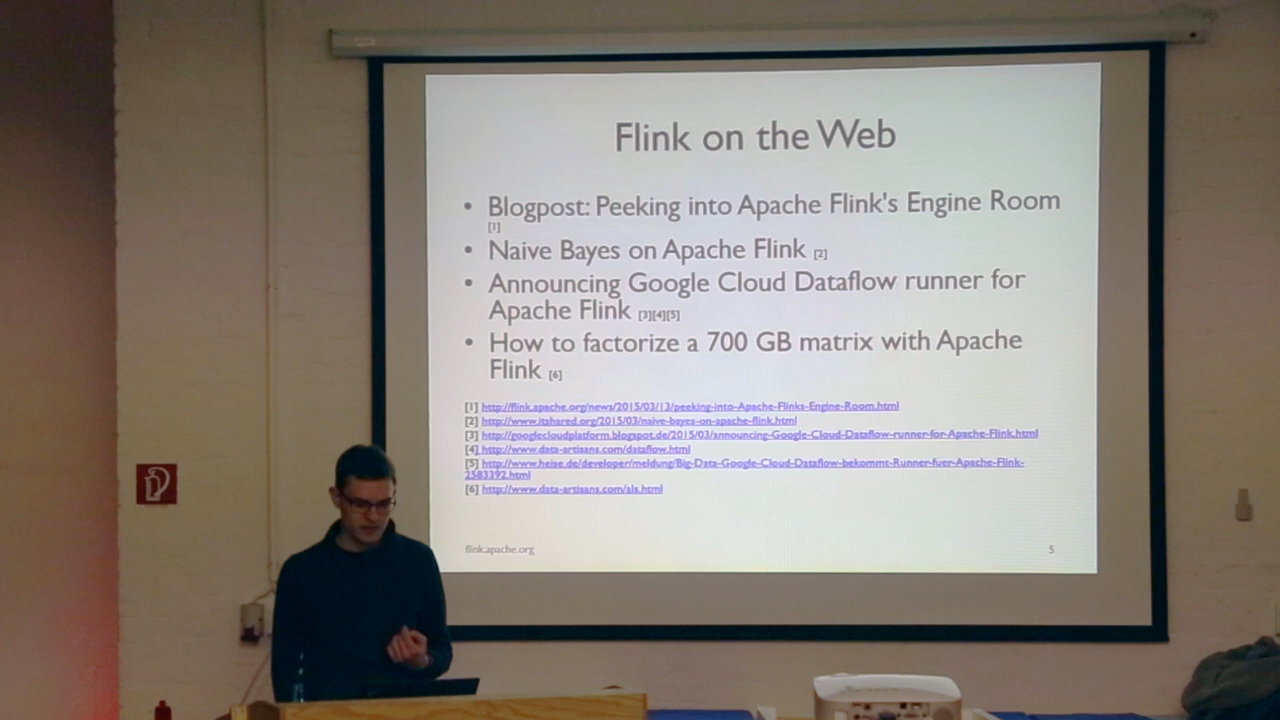 Flink on the Web
• Blogpost: Peeking into Apache Flink's Engine Room
[1]
• Naive Bayes on Apache Flink [2]
• Announcing Google Cloud Dataflow runner for
Apache Flink [3][4][5]
• How to factorize a 700 GB matrix with Apache
Flink [6]
[1] http://flink.apache.org/news/2015/03/13/peeking-into-Apache-Flinks-Engine-Room.html
[2] http://www.itshared.org/2015/03/naive-bayes-on-apache-flink.html
[3] http://googlecloudplatform.blogspot.de/2015/03/announcing-Google-Cloud-Dataflow-runner-for-Apache-Flink.html
[4] http://www.data-artisans.com/dataflow.html
[5] http://www.heise.de/developer/meldung/Big-Data-Google-Cloud-Dataflow-bekommt-Runner-fuer-Apache-Flink-
2583392.html
[6] http://www.data-artisans.com/als.html
flink.apache.org
5